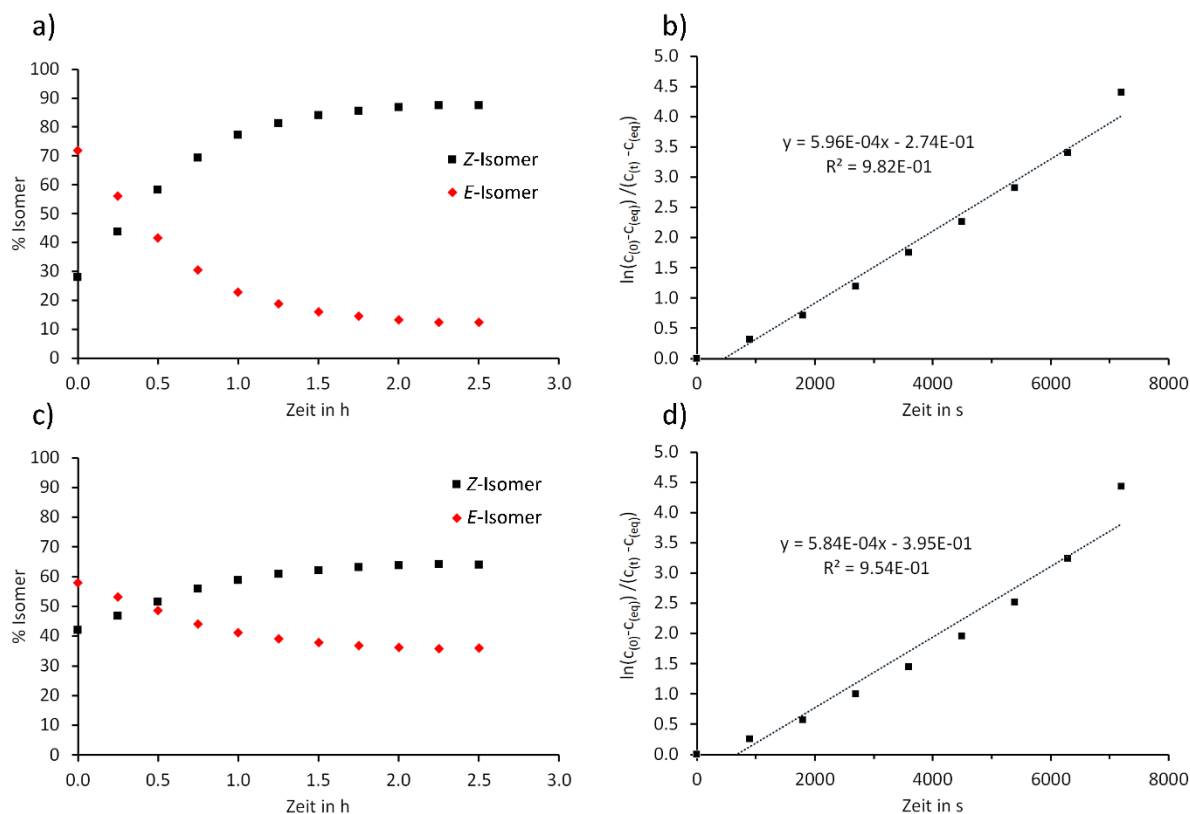 a)
100
90
80
70
60
50
40
30
20
10
0
% Isomer
Z-Isomer
E-Isomer
0.0 0.5 1.0 1.5 2.0 2.5 3.0
Zeit in h
b)
5.0
4.5
4.0
3.5
3.0
2.5
2.0
1.5
1.0
0.5
0.0
ln(c(0)-c(eq)) /(c(t) -c(eq))
y = 5.96E-04x - 2.74E-01
R² = 9.82E-01
0 2000 4000 6000 8000
Zeit in s
c)
100
90
80
70
60
50
40
30
20
10
0
% Isomer
Z-Isomer
E-Isomer
0.0 0.5 1.0 1.5 2.0 2.5 3.0
Zeit in h
d)
5.0
4.5
4.0
3.5
3.0
2.5
2.0
1.5
1.0
0.5
0.0
ln(c(0)-c(eq)) /(c(t) -c(eq))
y = 5.84E-04x - 3.95E-01
R² = 9.54E-01
0 2000 4000 6000 8000
Zeit in s